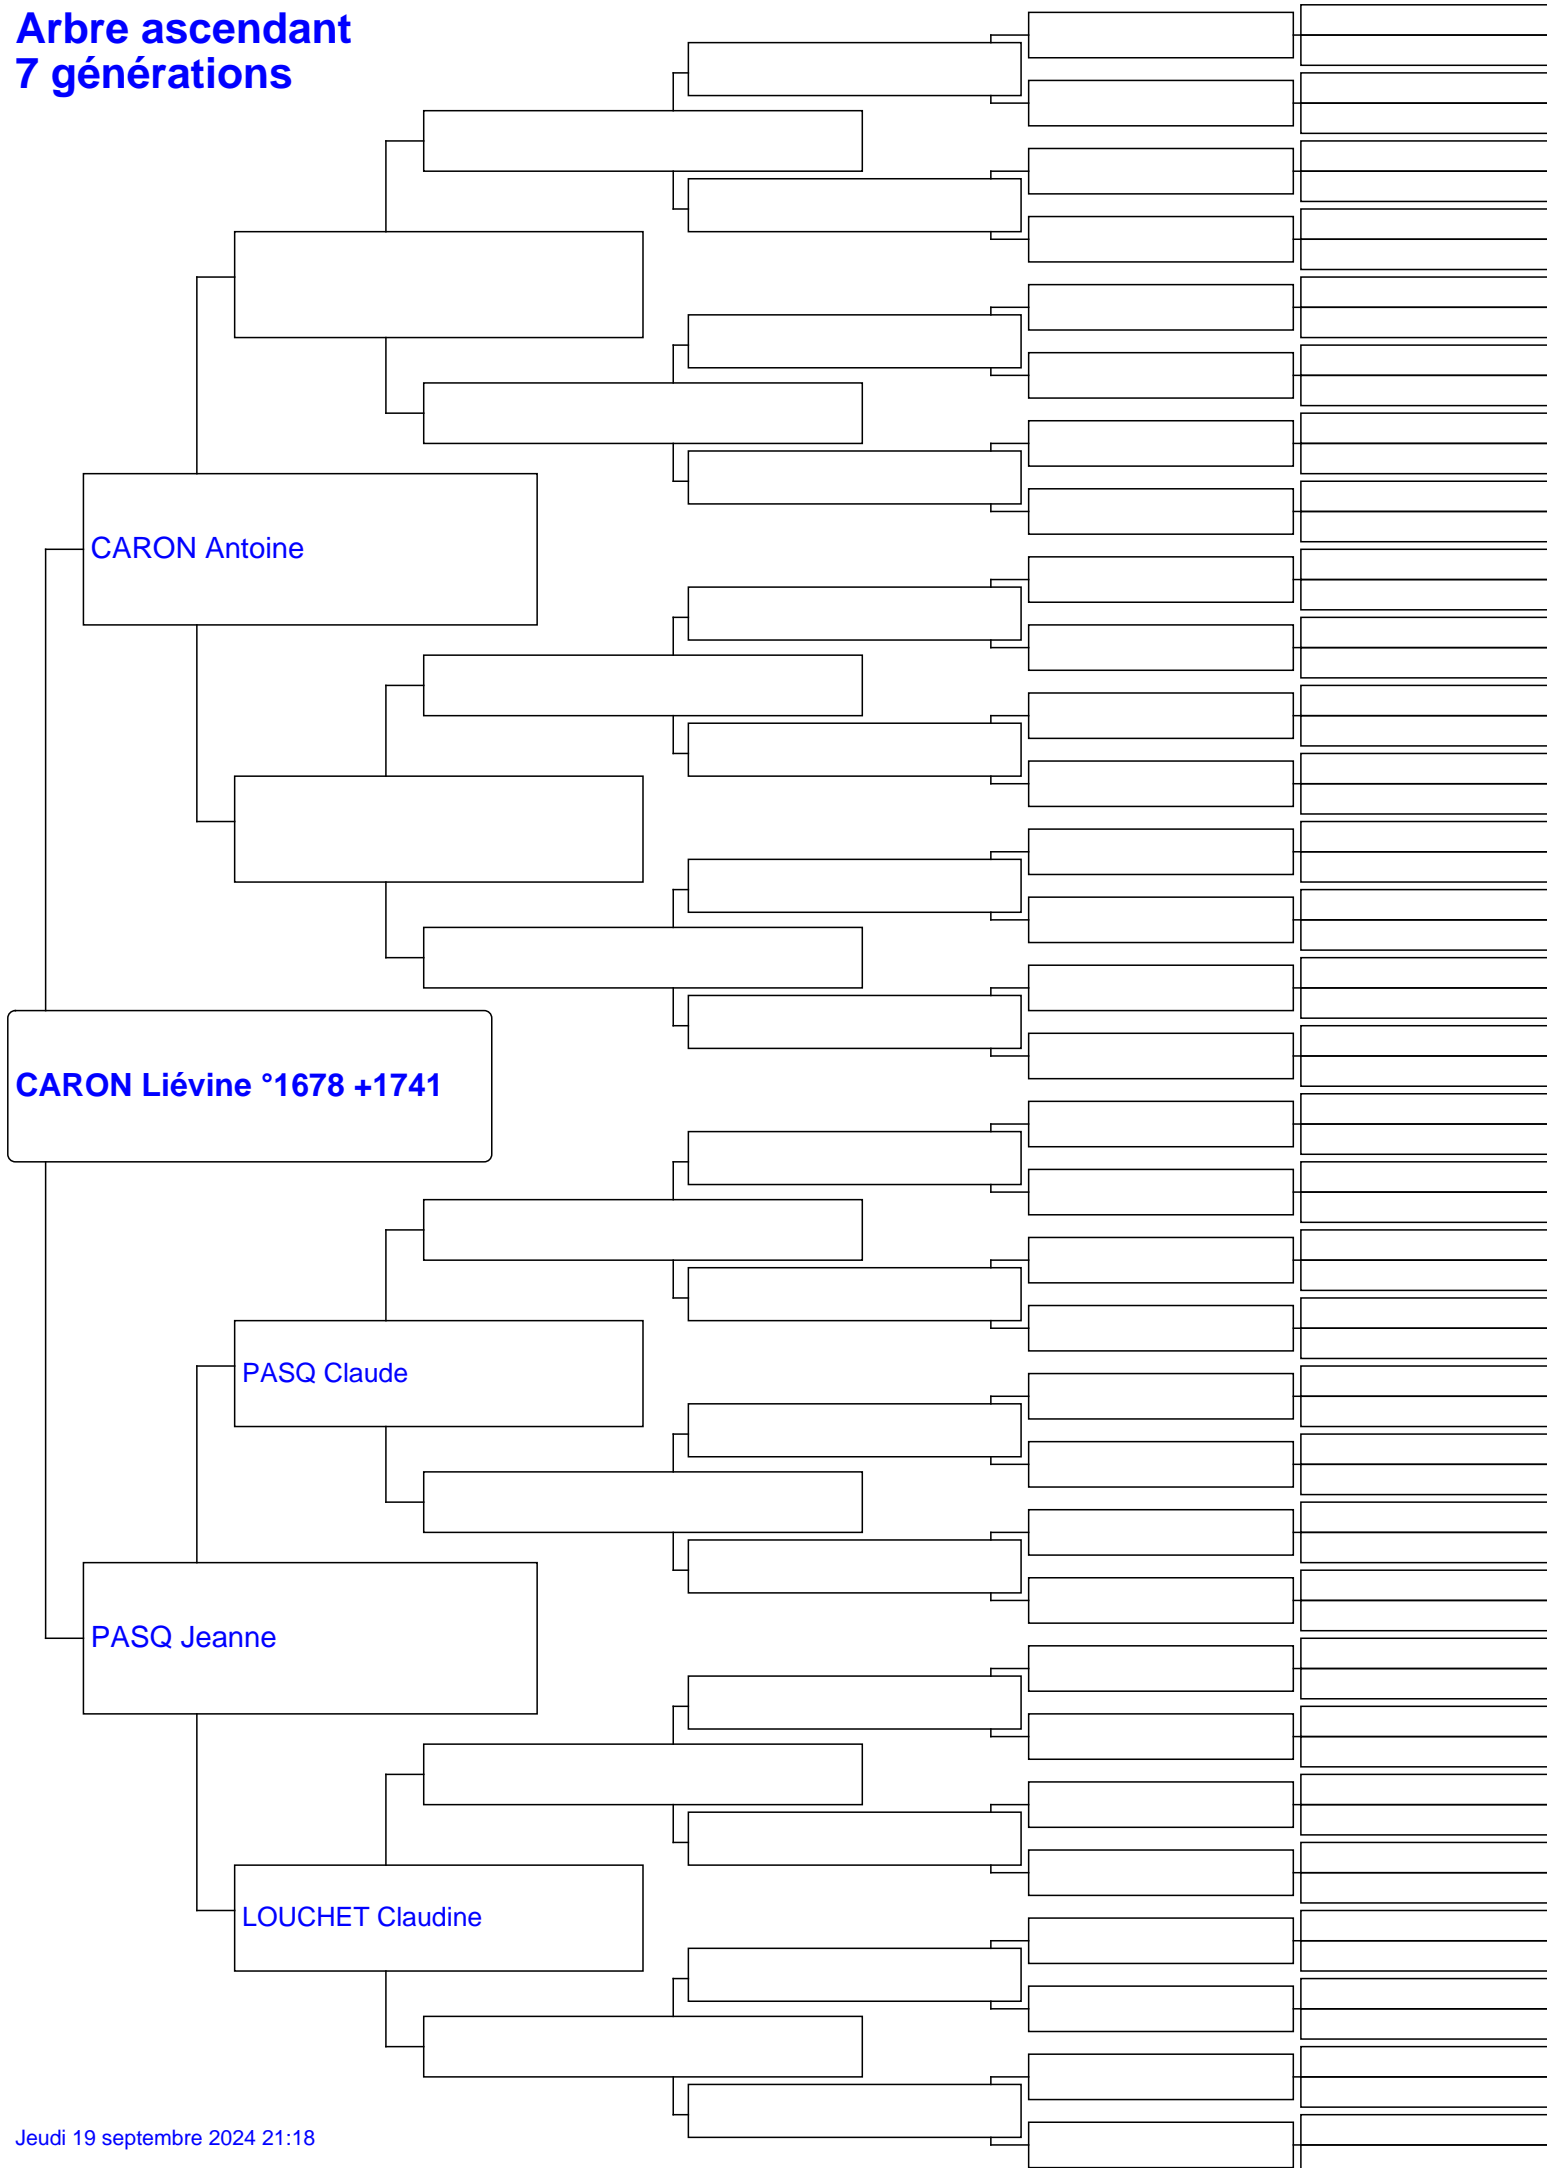 Arbre ascendant
7 générations
CARON Antoine
CARON Liévine °1678 +1741
PASQ Claude
PASQ Jeanne
LOUCHET Claudine
Jeudi 19 septembre 2024 21:18